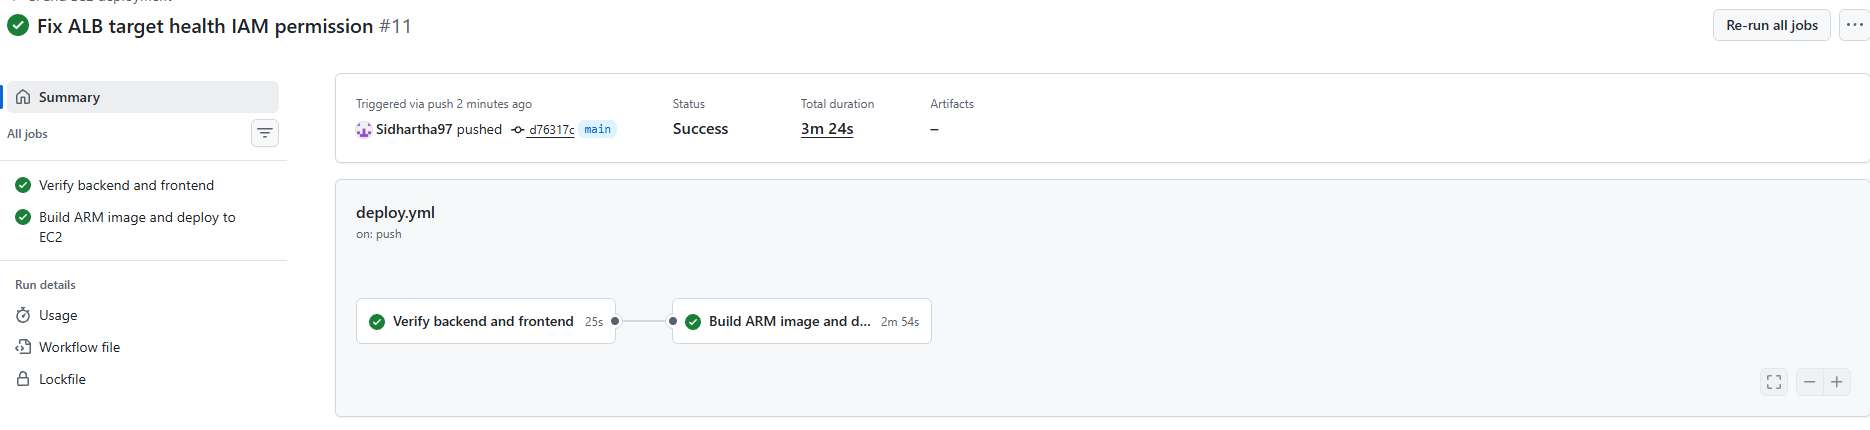 Fix ALB target health IAM permission #11
Re-run all jobs
Summary
All jobs
Verify backend and frontend
Build ARM image and deploy to
EC2
Run details
Usage
Workflow file
Lockfile
Triggered via push 2 minutes ago
Sidhartha97 pushed d76317c main
Status
Success
Total duration
3m 24s
Artifacts
–
deploy.yml
on: push
Verify backend and frontend 25s
Build ARM image and d... 2m 54s